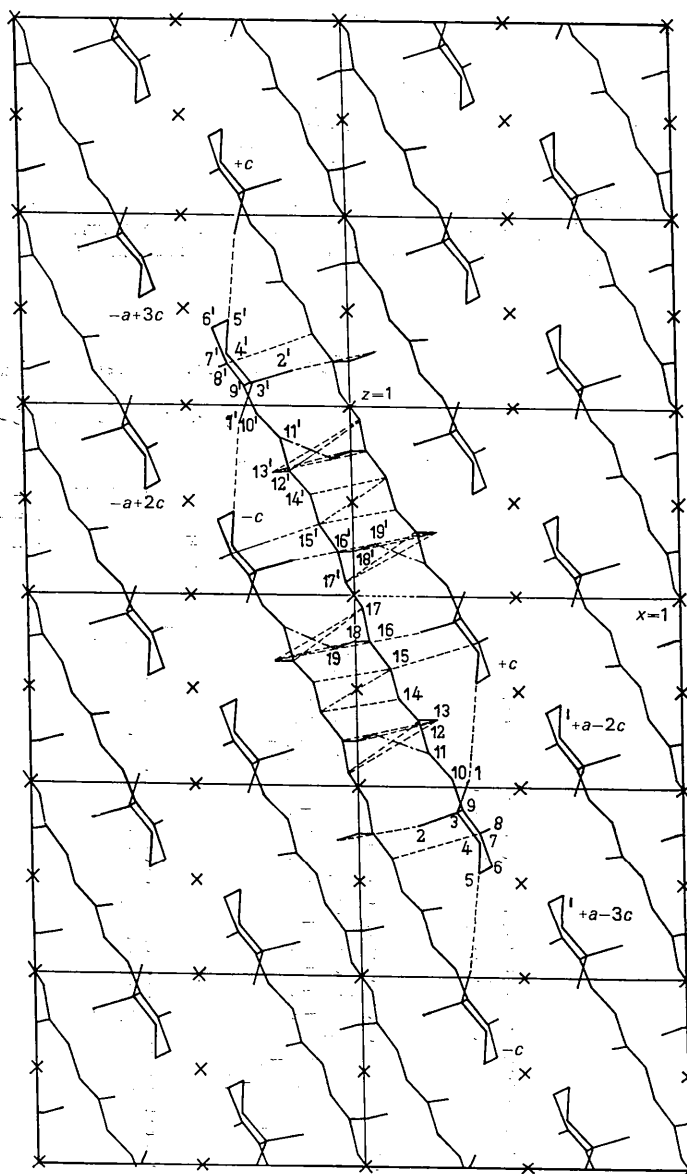 +c
-a+3c
6' 5'
4'
7' 2'
8'
9' 3'
z=1
1' 10'
11'
13'
12'
-a+2c
14'
-c
15' 16' 19'
18'
17'
17
x=1
18 16
19
15
+c
14
13
12
11
+a-2c
10 1
9
3 8
2 7
4
5 6
+a-3c
-c